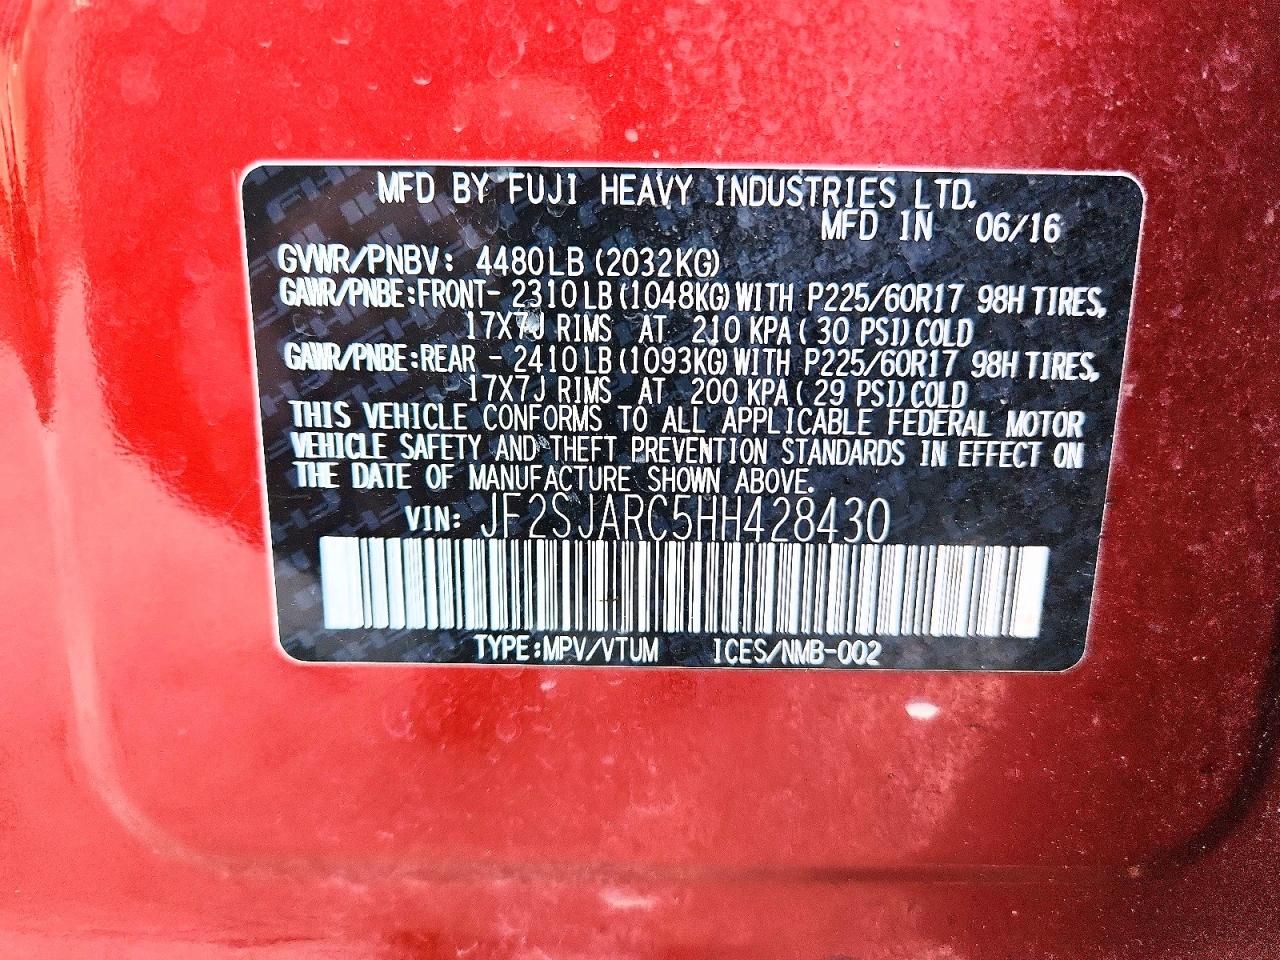 MFD BY FUJI HEAVY INDUSTRIES LTD.
MFD IN 06/16
GVWR/PNBV: 4480LB (2032KG)
GAWR/PNBE:FRONT- 2310LB(1048KG)WITH P225/60R17 98H TIRES,
17X7J RIMS AT 210 KPA( 30 PSI)COLD
GAWR/PNBE:REAR - 2410LB(1093KG)WITH P225/60R17 98H TIRES,
17X7J RIMS AT 200 KPA( 29 PSI)COLD
THIS VEHICLE CONFORMS TO ALL APPLICABLE FEDERAL MOTOR
VEHICLE SAFETY AND THEFT PREVENTION STANDARDS IN EFFECT ON
THE DATE OF MANUFACTURE SHOWN ABOVE.
VIN: JF2SJARC5HH428430
TYPE:MPV/VTUM ICES/NMB-002